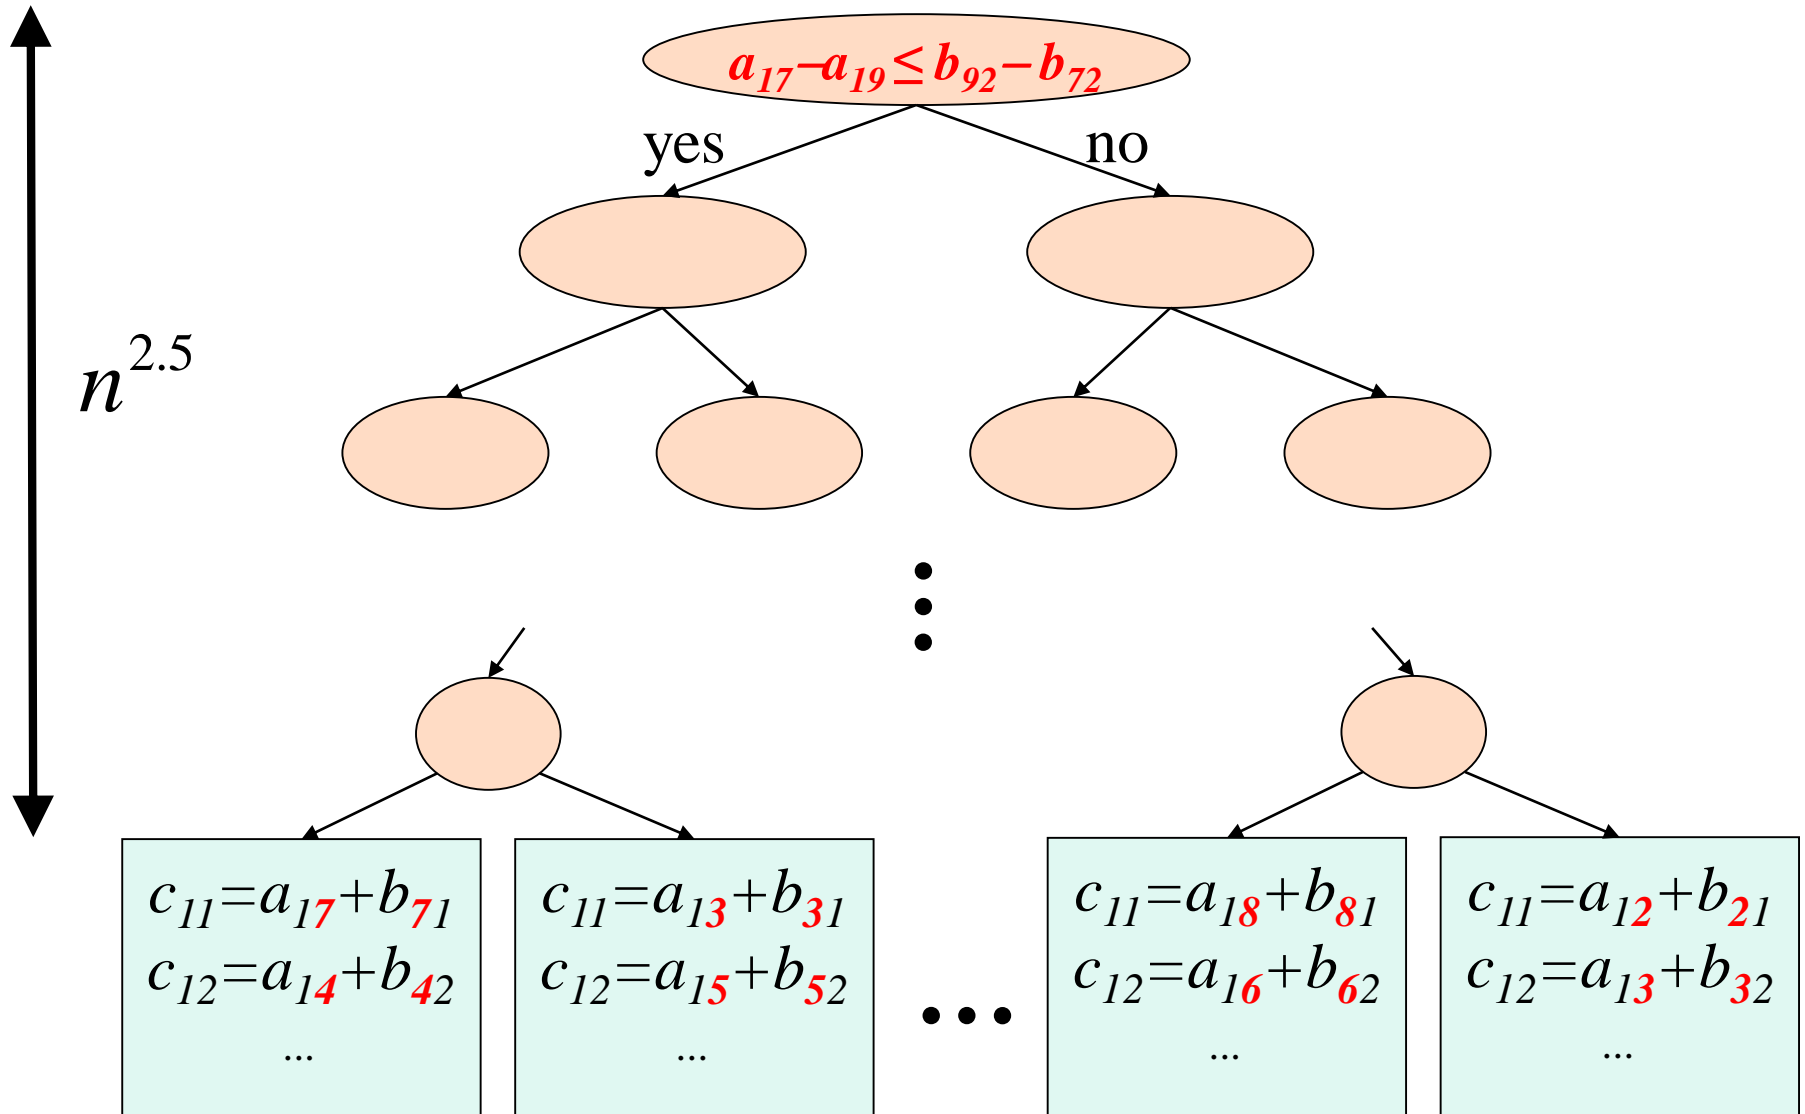 a₁₇–a₁₉ ≤ b₉₂– b₇₂
yes
no
n^2.5
c₁₁=a₁₇+b₇₁
c₁₂=a₁₄+b₄₂
...
c₁₁=a₁₃+b₃₁
c₁₂=a₁₅+b₅₂
...
c₁₁=a₁₈+b₈₁
c₁₂=a₁₆+b₆₂
...
c₁₁=a₁₂+b₂₁
c₁₂=a₁₃+b₃₂
...